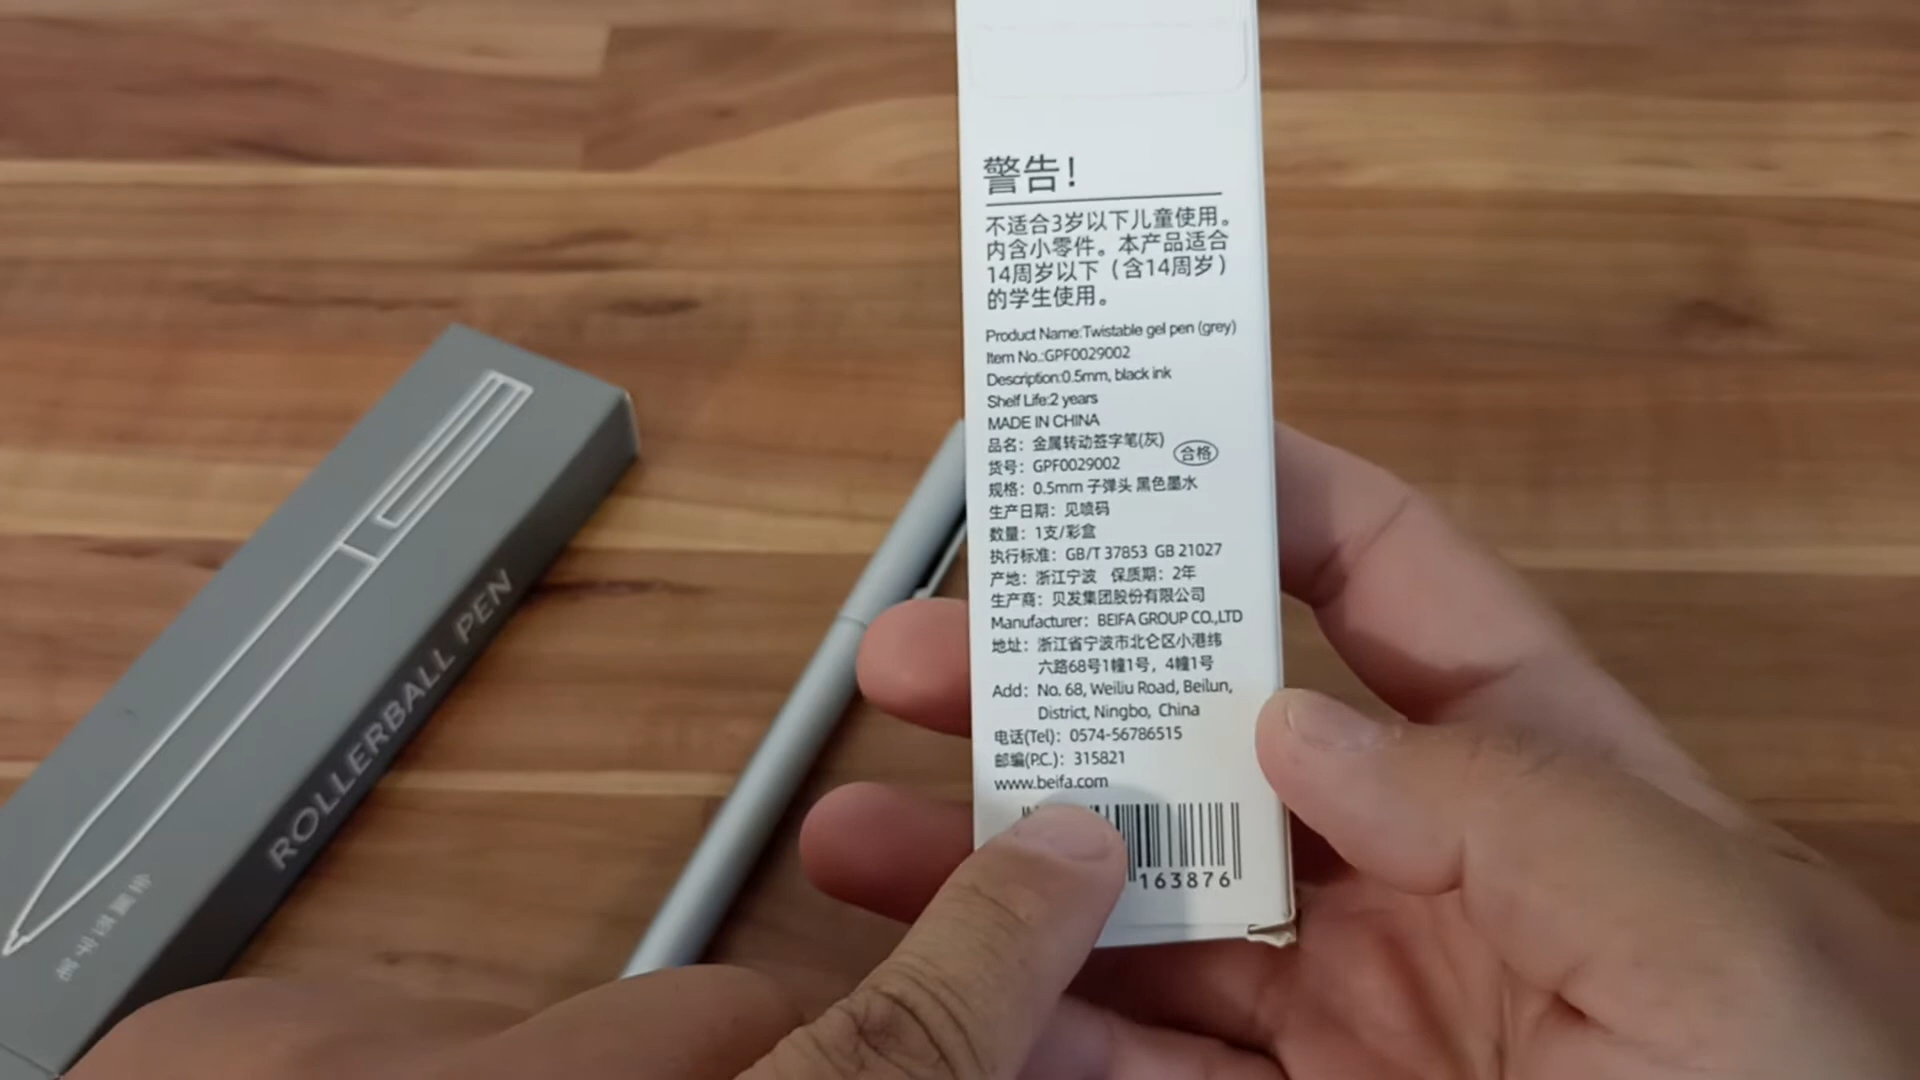 警告！
不适合3岁以下儿童使用。
内含小零件。本产品适合
14周岁以下（含14周岁）
的学生使用。
Product Name:Twistable gel pen (grey)
Item No.:GPF0029002
Description:0.5mm, black ink
Shelf Life:2 years
MADE IN CHINA
品名：金属转动签字笔(灰)
合格
货号：GPF0029002
规格：0.5mm 子弹头 黑色墨水
生产日期：见喷码
数量：1支/彩盒
执行标准：GB/T 37853 GB 21027
产地：浙江宁波 保质期：2年
生产商：贝发集团股份有限公司
Manufacturer: BEIFA GROUP CO.,LTD
地址：浙江省宁波市北仑区小港纬
六路68号1幢1号，4幢1号
Add: No. 68, Weiliu Road, Beilun,
District, Ningbo, China
电话(Tel)：0574-56786515
邮编(P.C.)：315821
www.beifa.com
163876
ROLLERBALL PEN